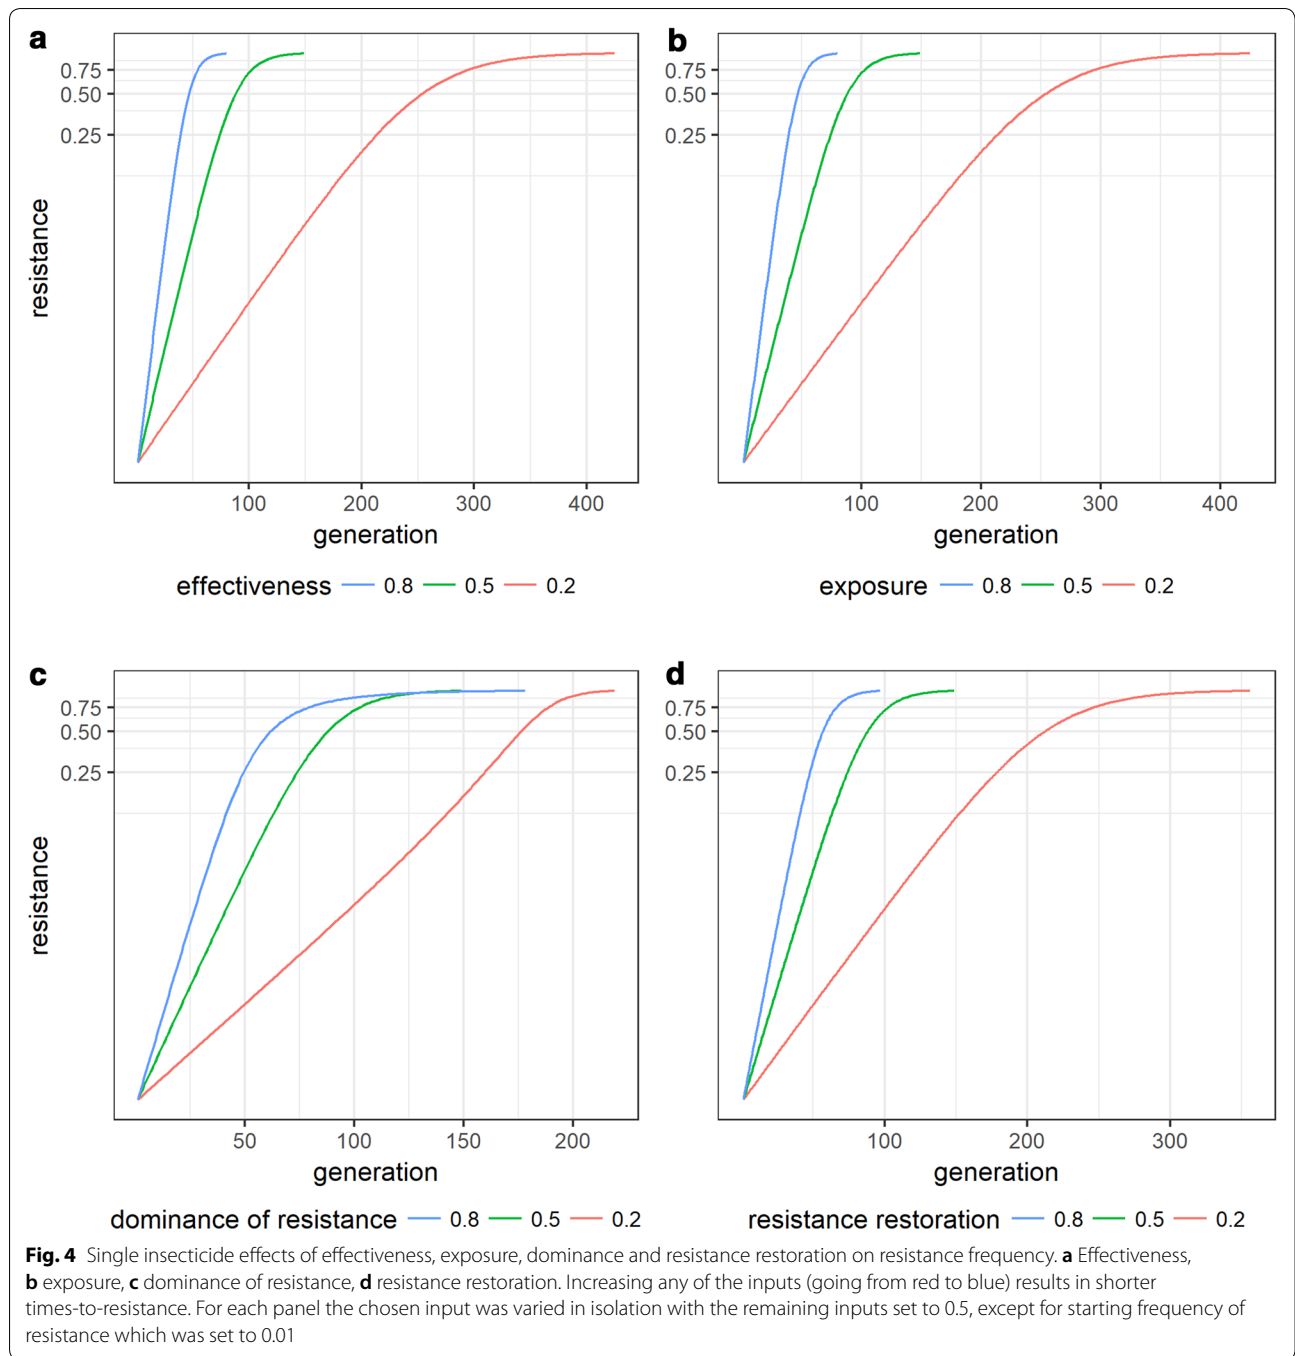 a
0.75
0.50
0.25
resistance
100 200 300 400
generation
effectiveness 0.8 0.5 0.2
b
0.75
0.50
0.25
100 200 300 400
generation
exposure 0.8 0.5 0.2
c
0.75
0.50
0.25
resistance
50 100 150 200
generation
dominance of resistance 0.8 0.5 0.2
d
0.75
0.50
0.25
100 200 300
generation
resistance restoration 0.8 0.5 0.2
Fig. 4 Single insecticide effects of effectiveness, exposure, dominance and resistance restoration on resistance frequency. a Effectiveness,
b exposure, c dominance of resistance, d resistance restoration. Increasing any of the inputs (going from red to blue) results in shorter
times-to-resistance. For each panel the chosen input was varied in isolation with the remaining inputs set to 0.5, except for starting frequency of
resistance which was set to 0.01